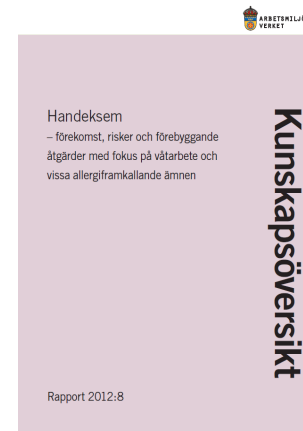 ARBETSMILJÖ
VERKET
Handeksem
– förekomst, risker och förebyggande
åtgärder med fokus på våtarbete och
vissa allergiframkallande ämnen
Kunskapsöversikt
Rapport 2012:8